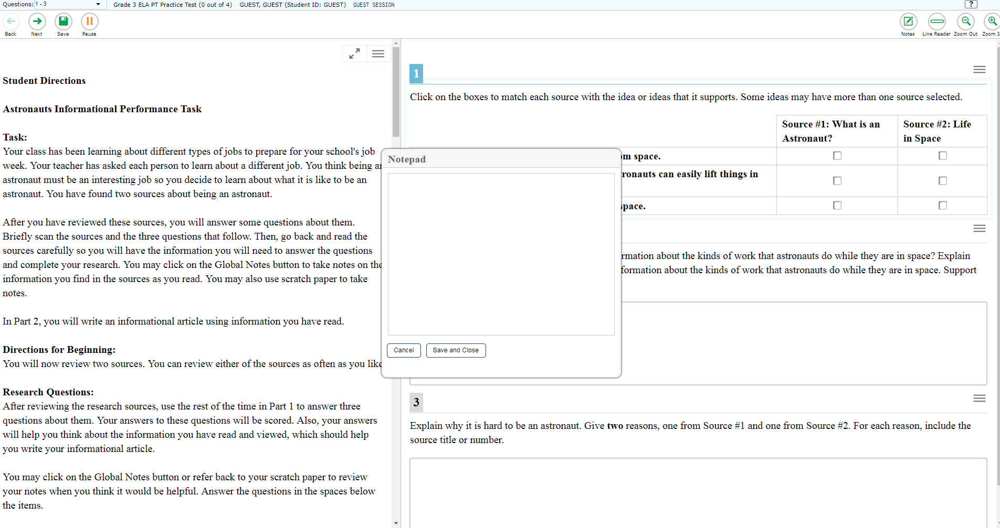 Questions: 1 - 3
Grade 3 ELA PT Practice Test (0 out of 4) GUEST, GUEST (Student ID: GUEST) GUEST SESSION
?
Back Next Save Pause
Notes Line Reader Zoom Out Zoom
Student Directions
Astronauts Informational Performance Task
Task:
Your class has been learning about different types of jobs to prepare for your school's job
week. Your teacher has asked each person to learn about a different job. You think being
astronaut must be an interesting job so you decide to learn about what it is like to be an
astronaut. You have found two sources about being an astronaut.
After you have reviewed these sources, you will answer some questions about them.
Briefly scan the sources and the three questions that follow. Then, go back and read the
sources carefully so you will have the information you will need to answer the questions
and complete your research. You may click on the Global Notes button to take notes on the
information you find in the sources as you read. You may also use scratch paper to take
notes.
In Part 2, you will write an informational article using information you have read.
Directions for Beginning:
You will now review two sources. You can review either of the sources as often as you like
Research Questions:
After reviewing the research sources, use the rest of the time in Part 1 to answer three
questions about them. Your answers to these questions will be scored. Also, your answers
will help you think about the information you have read and viewed, which should help
you write your informational article.
You may click on the Global Notes button or refer back to your scratch paper to review
your notes when you think it would be helpful. Answer the questions in the spaces below
the items.
1
Click on the boxes to match each source with the idea or ideas that it supports. Some ideas may have more than one source selected.
Source #1: What is an
Astronaut?
Source #2: Life
in Space
space.
can easily lift things in
space.
about the kinds of work that astronauts do while they are in space? Explain
about the kinds of work that astronauts do while they are in space. Support
Notepad
Cancel Save and Close
3
Explain why it is hard to be an astronaut. Give two reasons, one from Source #1 and one from Source #2. For each reason, include the
source title or number.